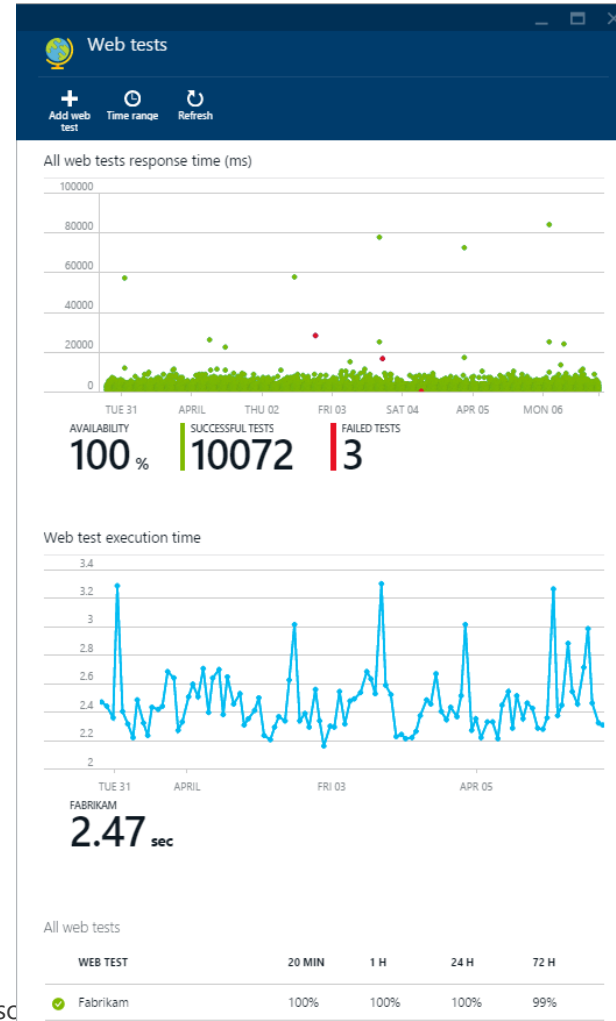 Web tests
Add web test
Time range
Refresh
All web tests response time (ms)
100000
80000
60000
40000
20000
0
TUE 31 APRIL THU 02 FRI 03 SAT 04 APR 05 MON 06
AVAILABILITY SUCCESSFUL TESTS FAILED TESTS
100 % 10072 3
Web test execution time
3.4
3.2
3
2.8
2.6
2.4
2.2
2
TUE 31 APRIL FRI 03 APR 05
FABRIKAM
2.47 sec
All web tests
WEB TEST 20 MIN 1 H 24 H 72 H
Fabrikam 100% 100% 100% 99%